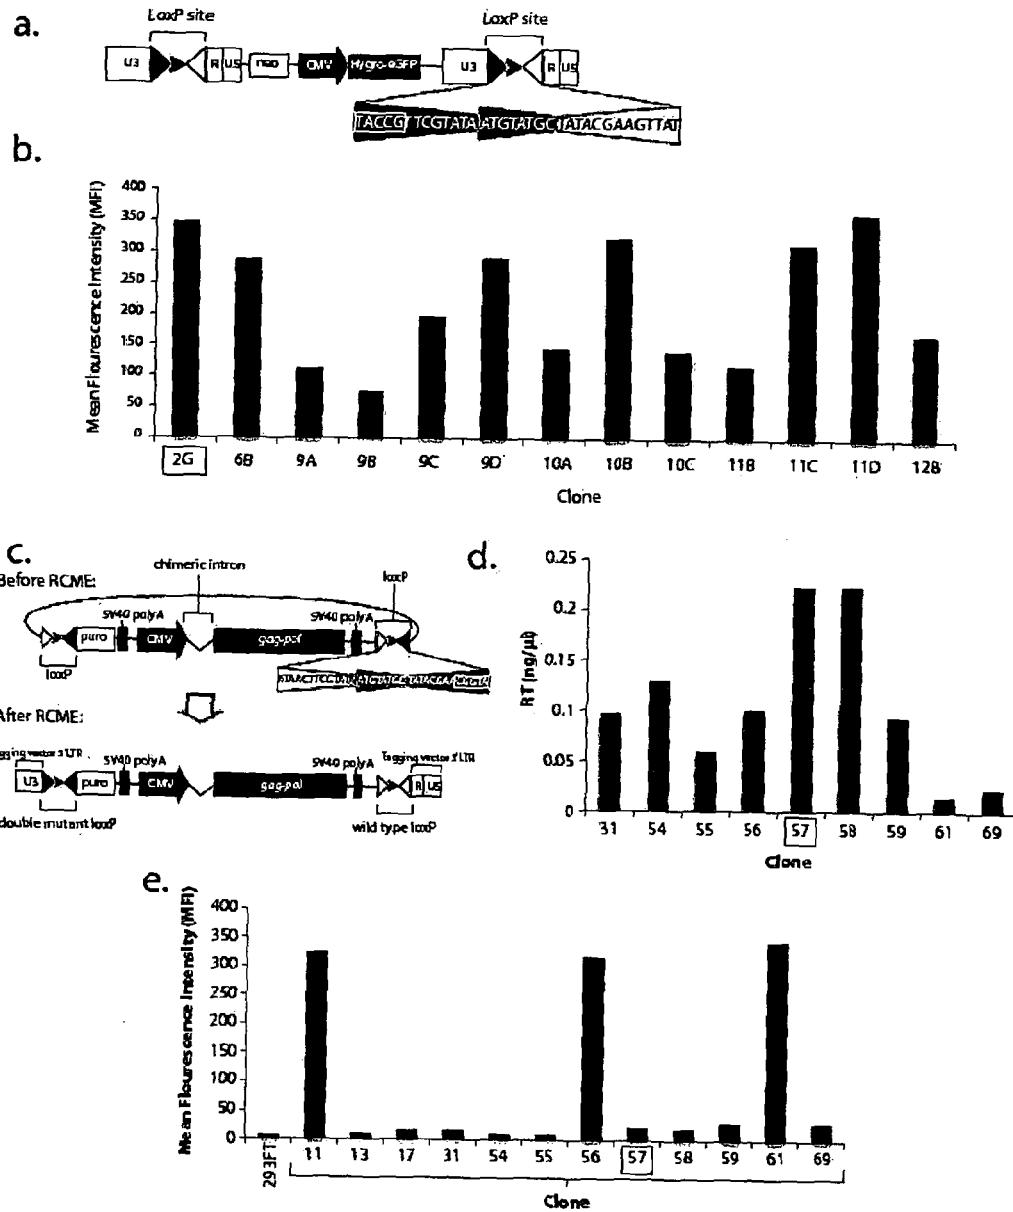 a.
LoxP site
LoxP site
U3
R U5
neo
CMV
Hygro-eGFP
U3
R U5
TACCGTTCGTATA ATGTATGCTATACGAAGTTAT
b.
Mean Flourescence Intensity (MFI)
400
350
300
250
200
150
100
50
0
2G 6B 9A 9B 9C 9D 10A 10B 10C 11B 11C 11D 12B
Clone
c.
Before RCME:
chimeric intron
loxP
SV40 polyA
SV40 polyA
puro
CMV
gag-pol
loxP
After RCME:
SV40 polyA
SV40 polyA
Tagging vector
LTR
U3
puro
CMV
gag-pol
R U5
double mutant loxP
wild type loxP
d.
RT (ng/µl)
0.25
0.2
0.15
0.1
0.05
0
31 54 55 56 57 58 59 61 69
Clone
e.
Mean Flourescence Intensity (MFI)
400
350
300
250
200
150
100
50
0
293FT 11 13 17 31 54 55 56 57 58 59 61 69
Clone